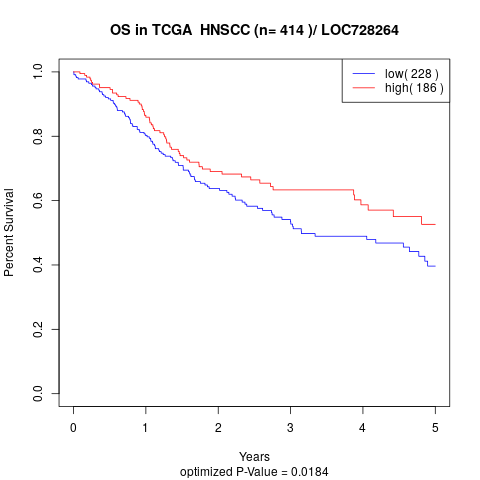 OS in TCGA  HNSCC (n= 414 )/ LOC728264
low( 228 )
high( 186 )
Percent Survival
1.0
0.8
0.6
0.4
0.2
0.0
0 1 2 3 4 5
Years
optimized P-Value = 0.0184